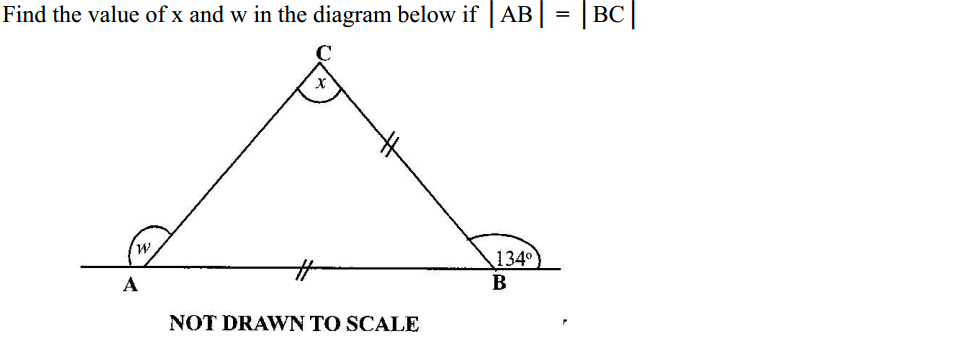 Find the value of x and w in the diagram below if |AB| = |BC|
C
x
w
134°
A
B
NOT DRAWN TO SCALE